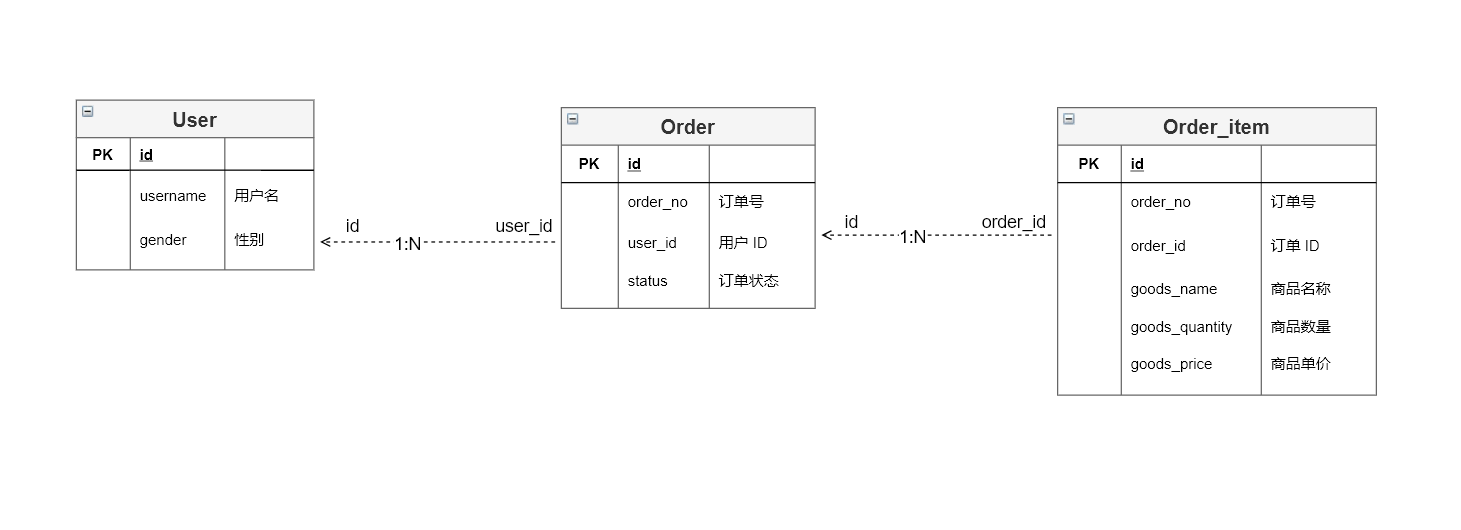 User
PK id
username 用户名
gender 性别
id 1:N user_id
Order
PK id
order_no 订单号
user_id 用户 ID
status 订单状态
id 1:N order_id
Order_item
PK id
order_no 订单号
order_id 订单 ID
goods_name 商品名称
goods_quantity 商品数量
goods_price 商品单价